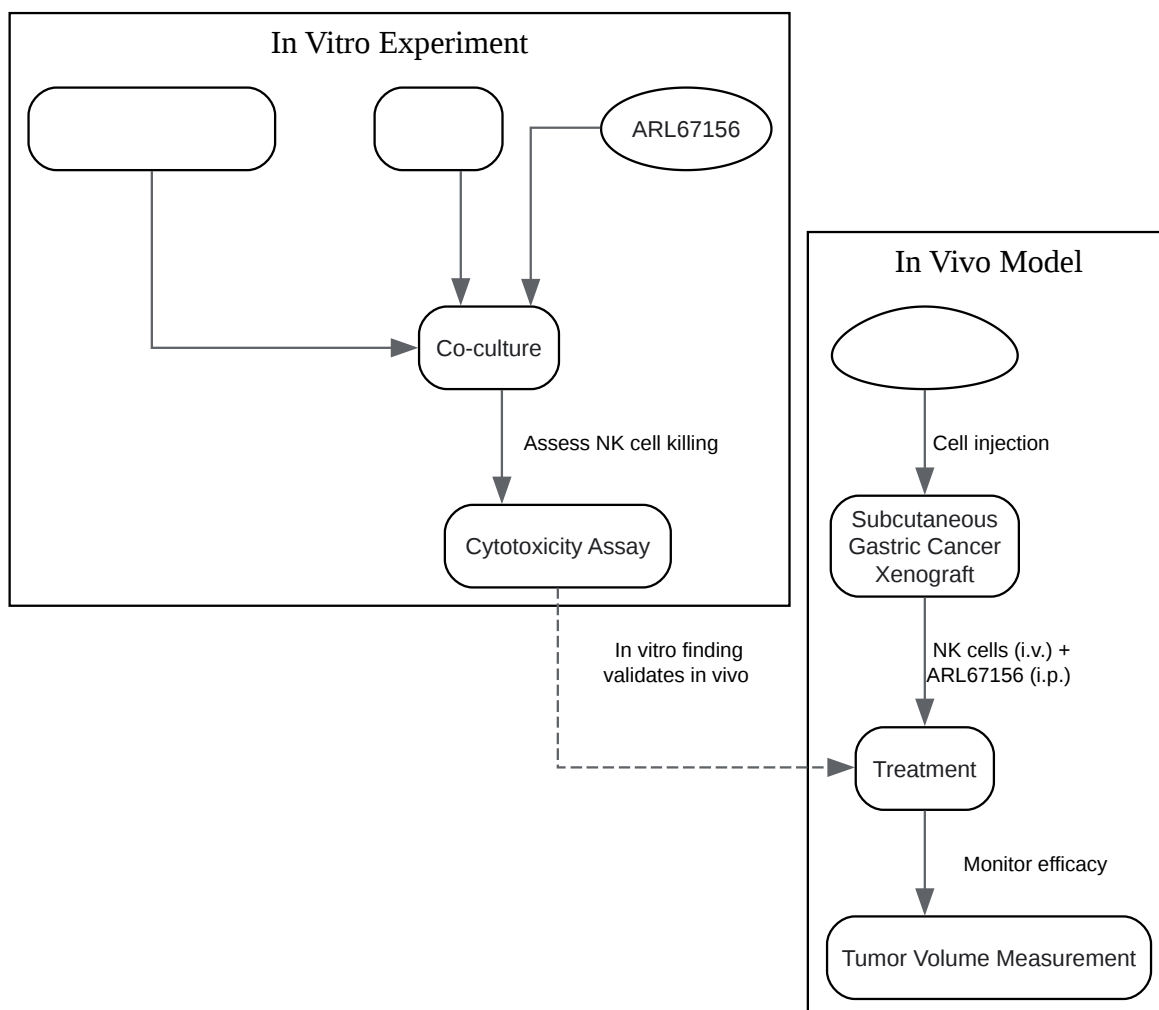 In Vitro Experiment
ARL67156
Co-culture
Assess NK cell killing
Cytotoxicity Assay
In vitro finding
validates in vivo
In Vivo Model
Cell injection
Subcutaneous
Gastric Cancer
Xenograft
NK cells (i.v.) +
ARL67156 (i.p.)
Treatment
Monitor efficacy
Tumor Volume Measurement